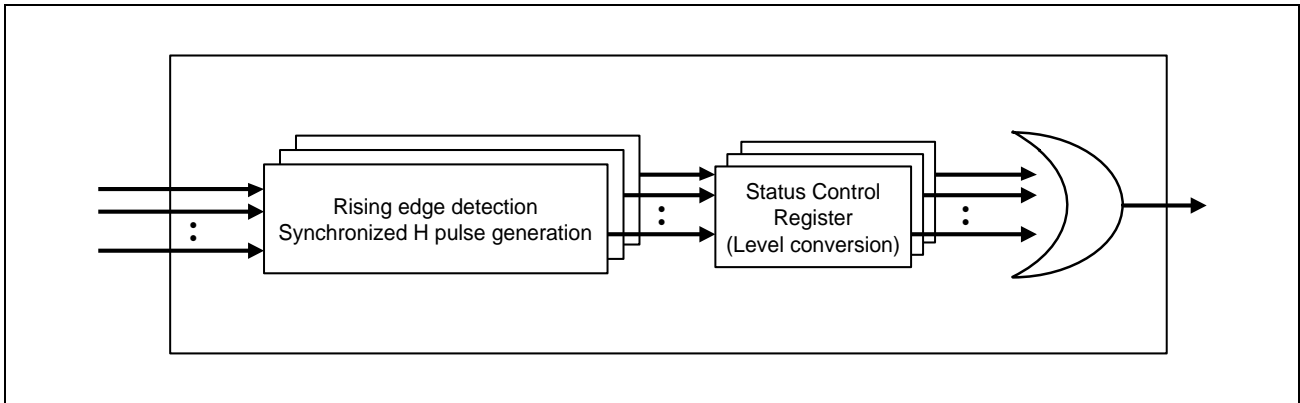 Rising edge detection
Synchronized H pulse generation
Status Control
Register
(Level conversion)